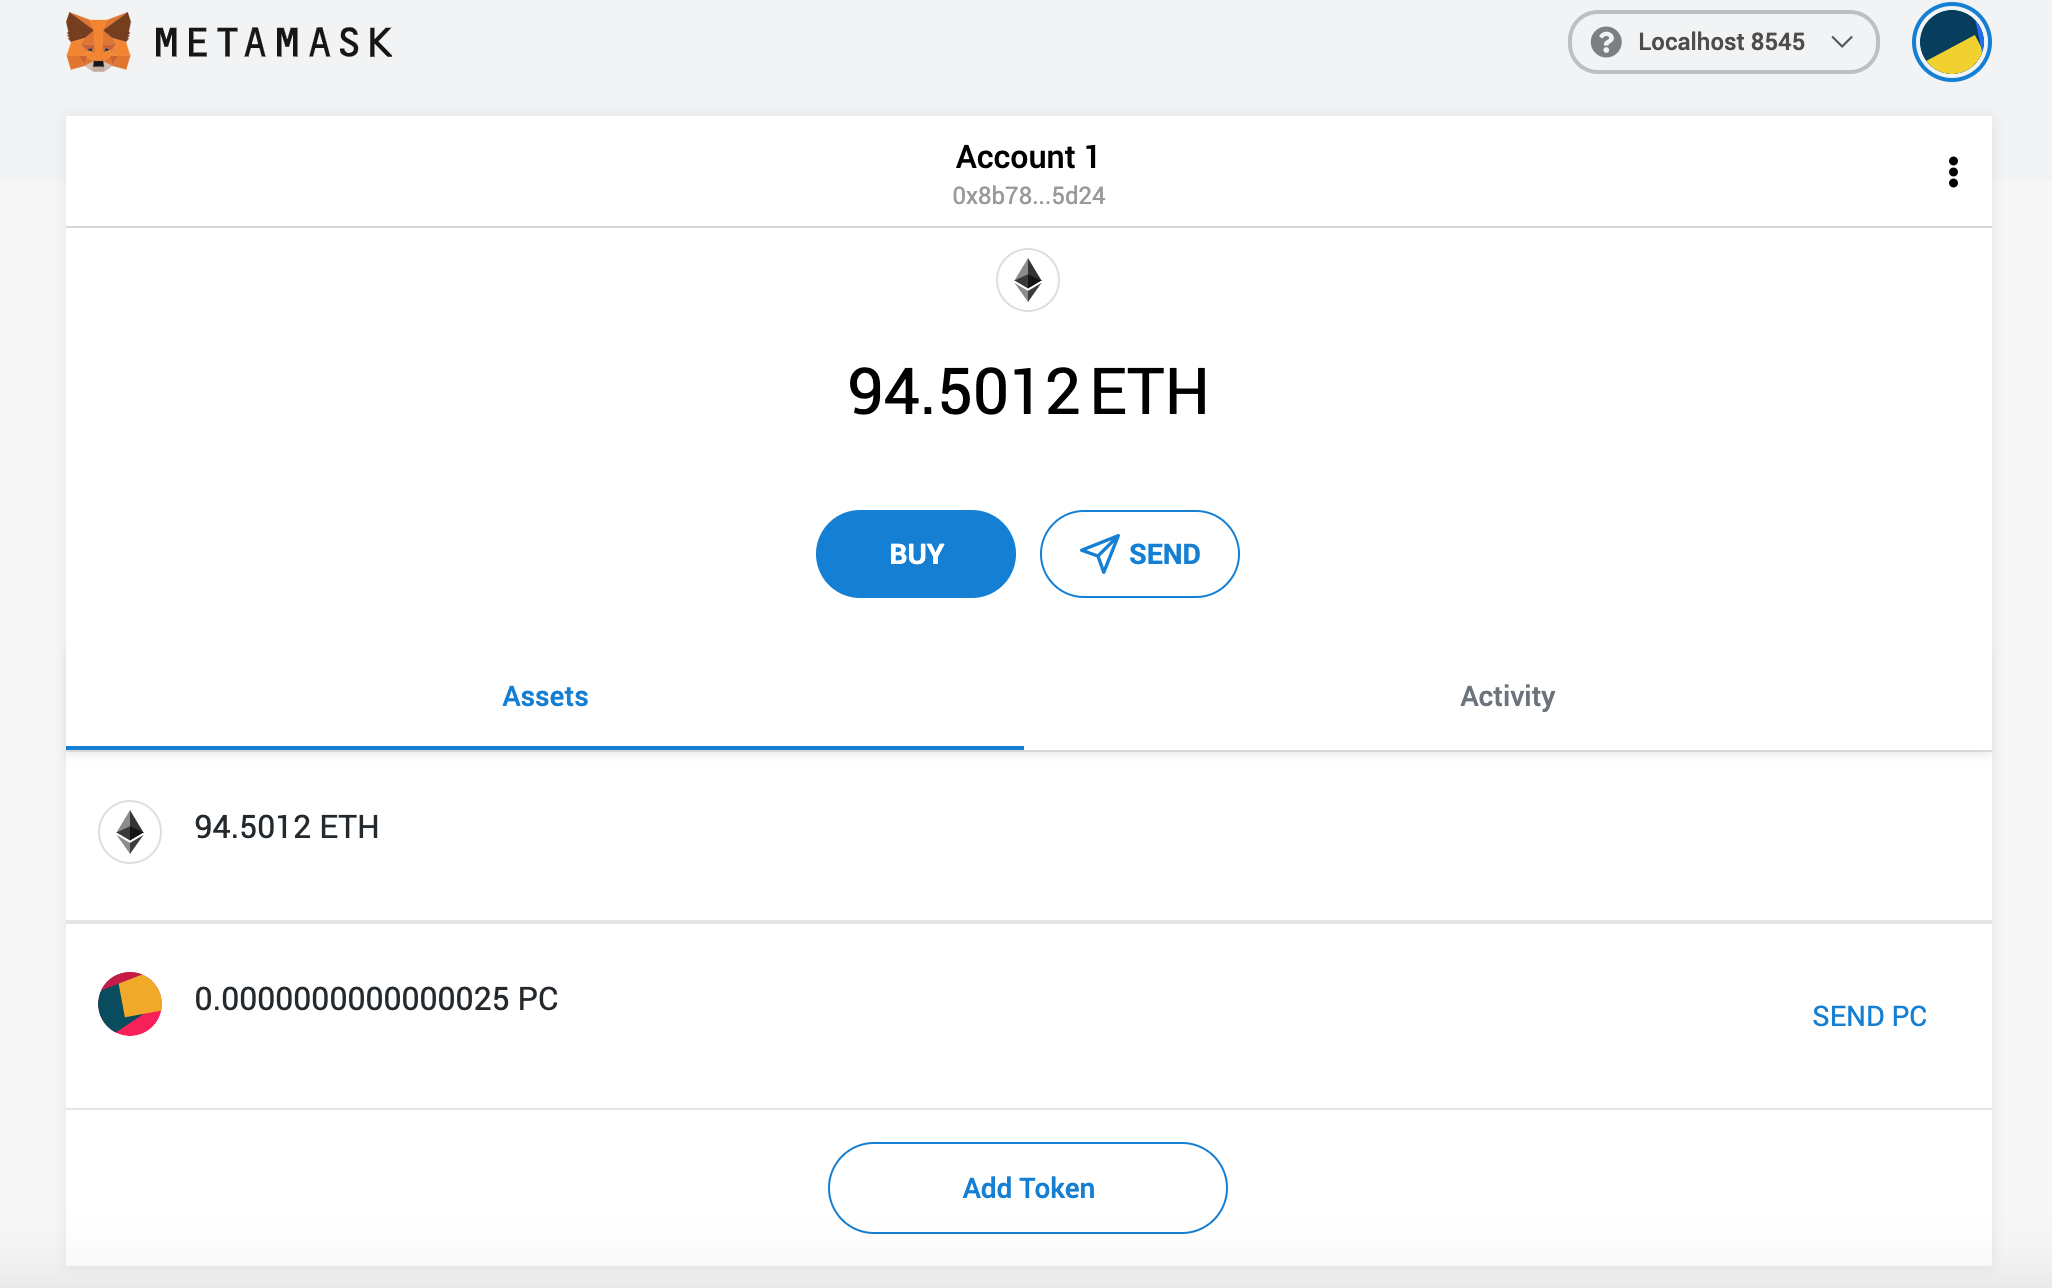 METAMASK
Localhost 8545
Account 1
0x8b78...5d24
94.5012 ETH
BUY
SEND
Assets
Activity
94.5012 ETH
0.0000000000000025 PC
SEND PC
Add Token